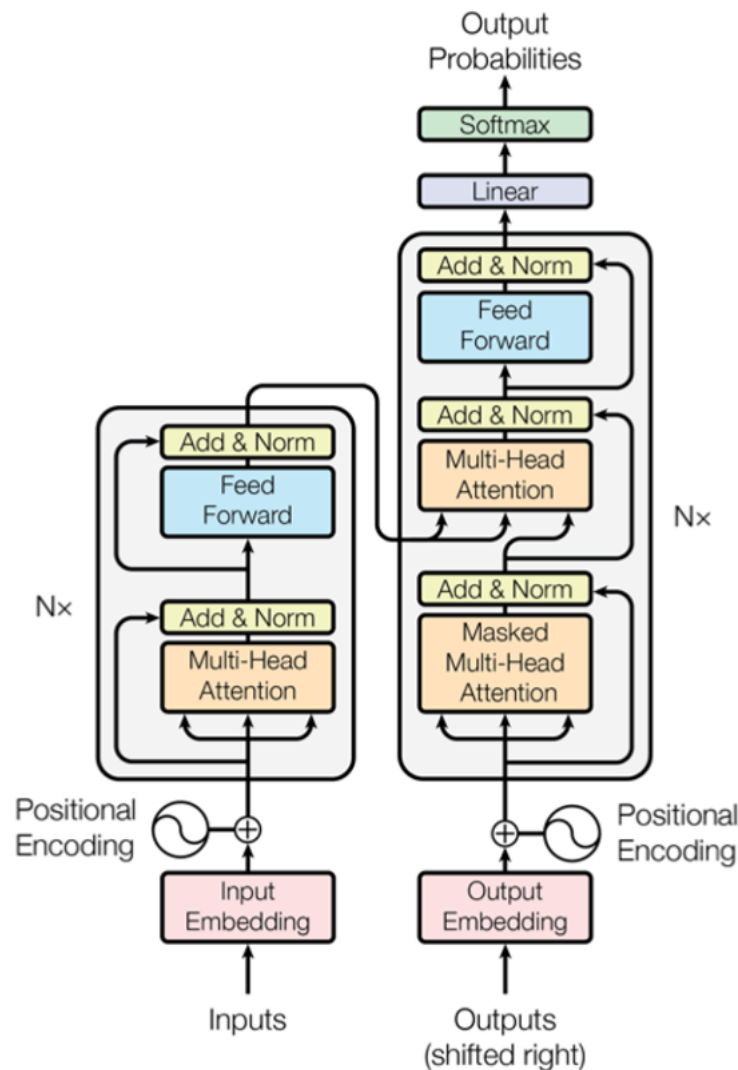 Output
Probabilities
Softmax
Linear
Add & Norm
Feed
Forward
Add & Norm
Multi-Head
Attention
Nx
Add & Norm
Masked
Multi-Head
Attention
Add & Norm
Feed
Forward
Nx
Add & Norm
Multi-Head
Attention
Positional
Encoding
Positional
Encoding
Input
Embedding
Output
Embedding
Inputs
Outputs
(shifted right)